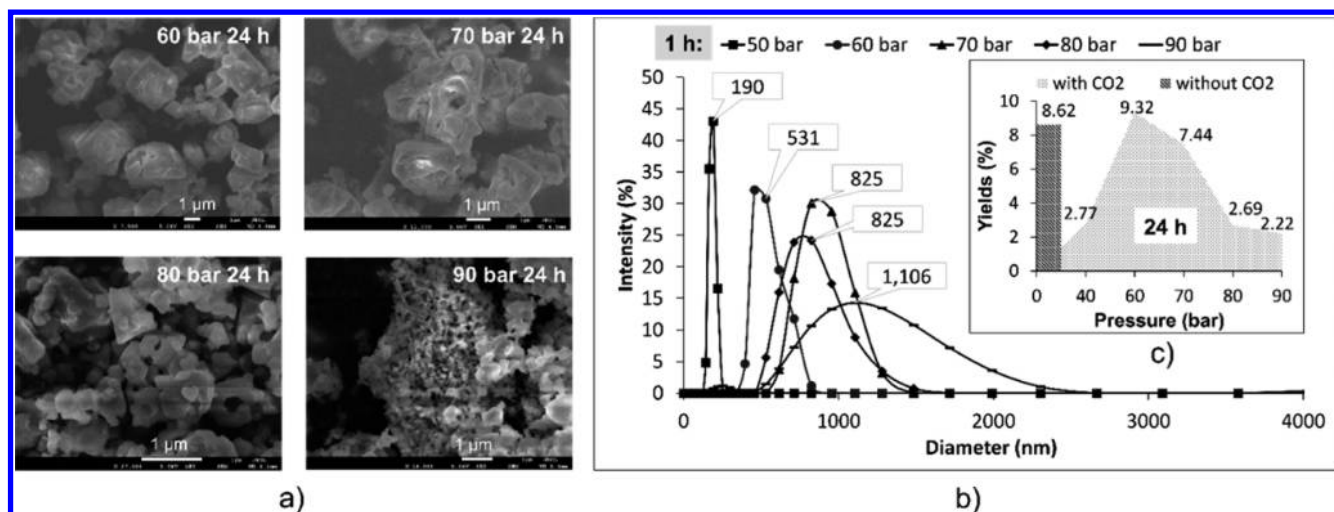 60 bar 24 h
1 µm
70 bar 24 h
1 µm
80 bar 24 h
1 µm
90 bar 24 h
1 µm
a)
1 h: 50 bar 60 bar 70 bar 80 bar 90 bar
Intensity (%)
50
45
40
35
30
25
20
15
10
5
0
190
531
825
825
1,106
0 1000 2000 3000 4000
Diameter (nm)
b)
with CO2 without CO2
Yields (%)
10
8
6
4
2
0
8.62
2.77
9.32
7.44
2.69
2.22
24 h
0 40 60 70 80 90
Pressure (bar)
c)